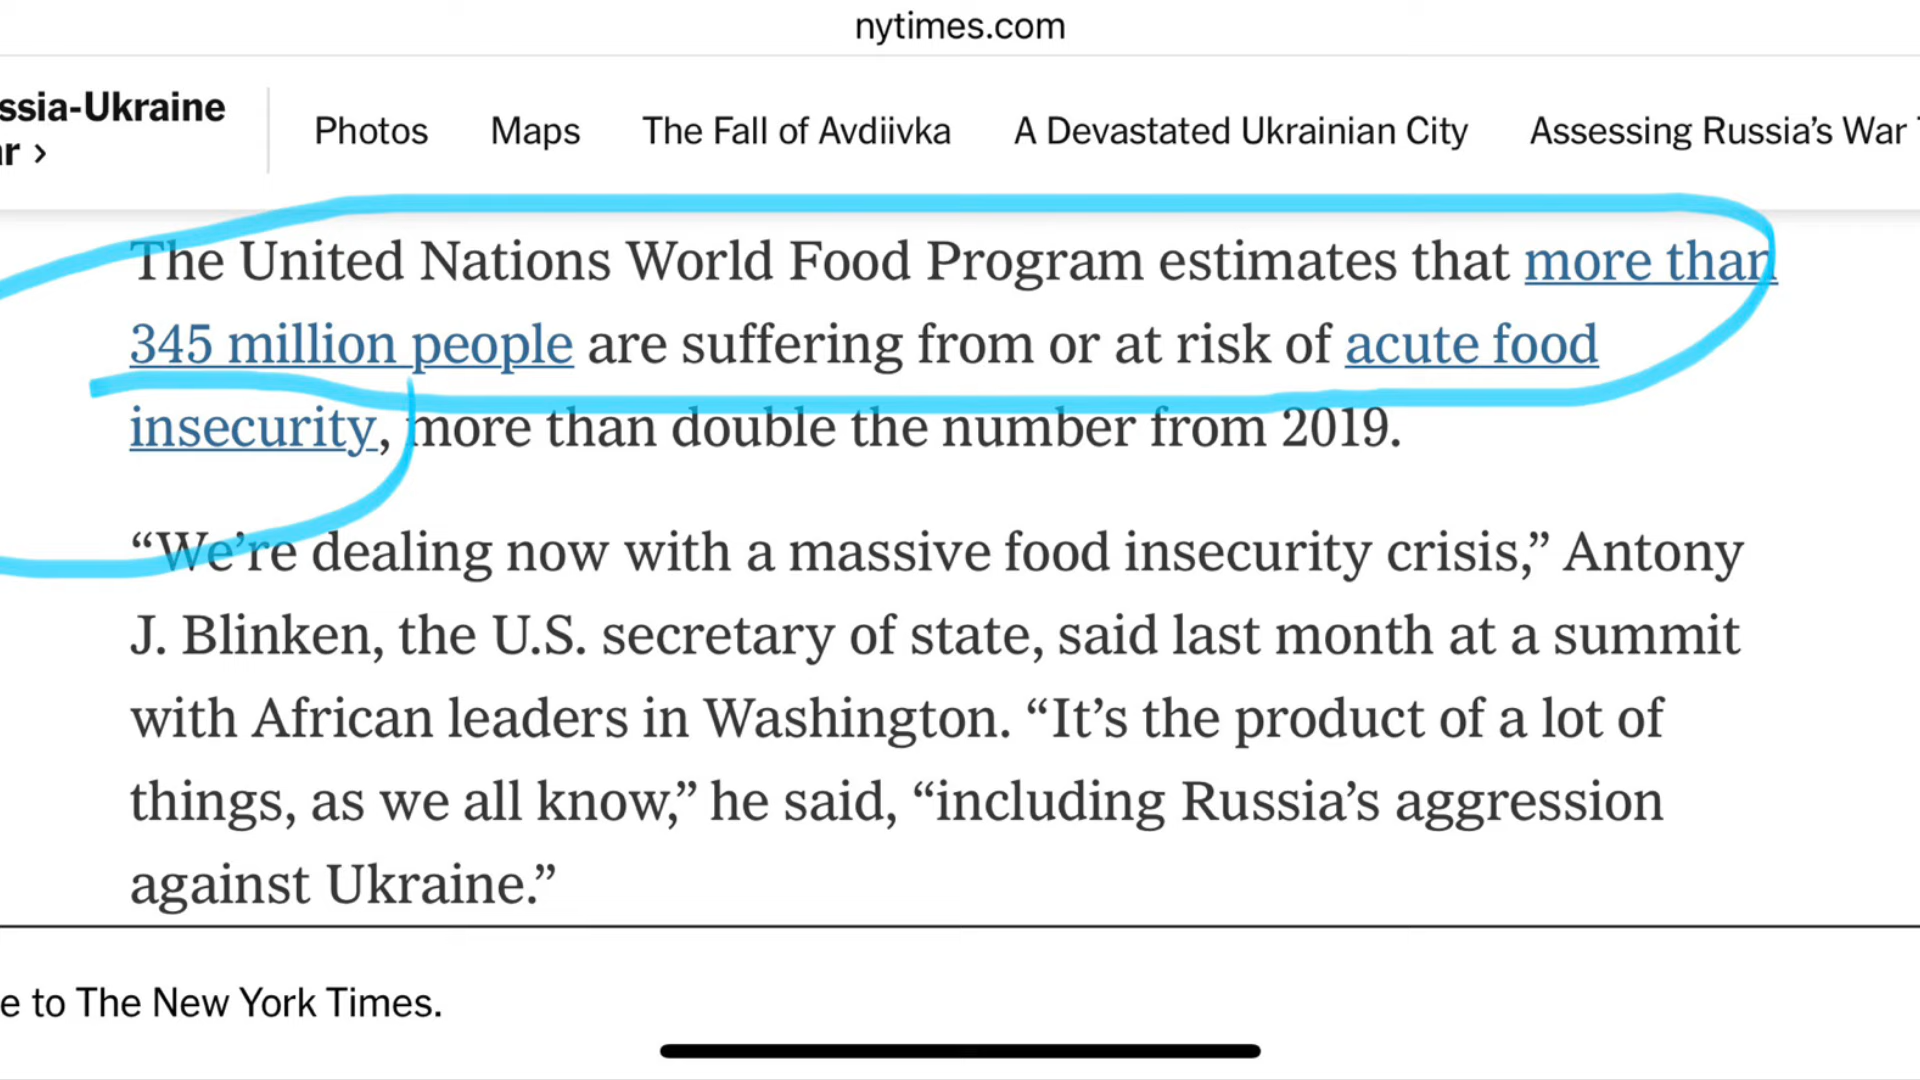 nytimes.com
ssia-Ukraine
r ›
Photos Maps The Fall of Avdiivka A Devastated Ukrainian City Assessing Russia’s War
The United Nations World Food Program estimates that more than
345 million people are suffering from or at risk of acute food
insecurity, more than double the number from 2019.
“We’re dealing now with a massive food insecurity crisis,” Antony
J. Blinken, the U.S. secretary of state, said last month at a summit
with African leaders in Washington. “It’s the product of a lot of
things, as we all know,” he said, “including Russia’s aggression
against Ukraine.”
e to The New York Times.